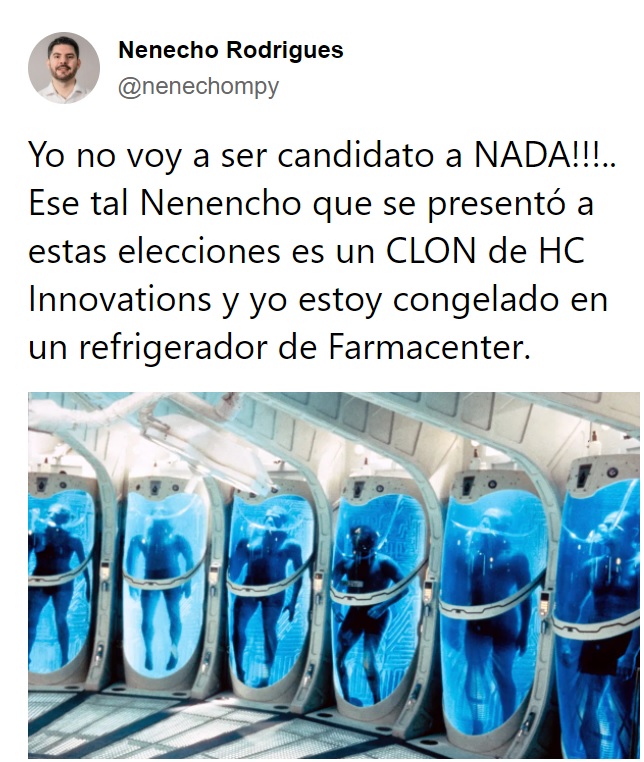 Nenecho Rodrigues
@nenechompy
Yo no voy a ser candidato a NADA!!!..
Ese tal Nenencho que se presentó a
estas elecciones es un CLON de HC
Innovations y yo estoy congelado en
un refrigerador de Farmacenter.